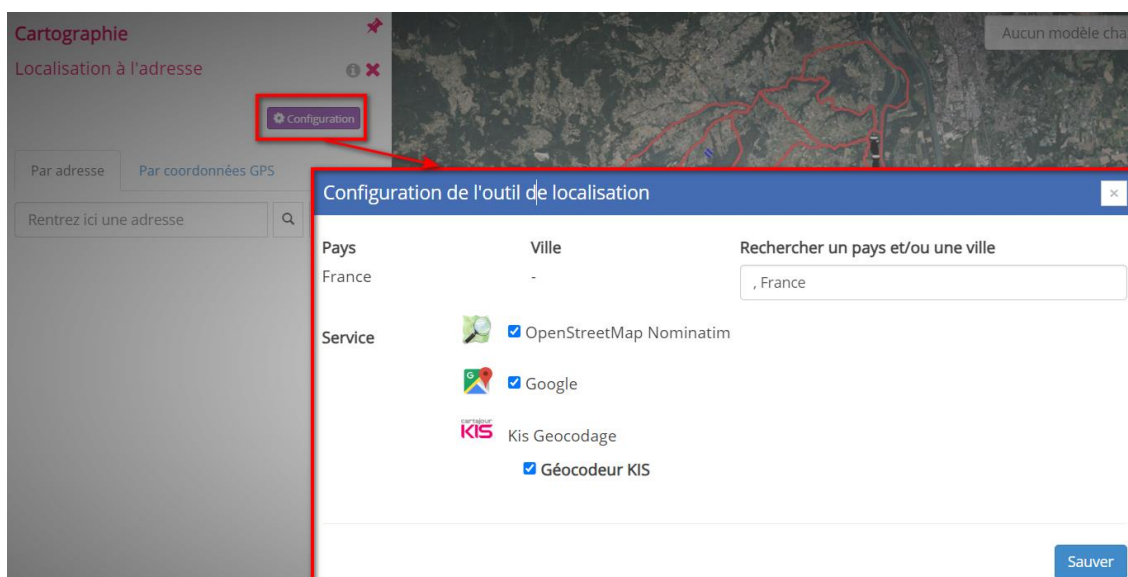 Cartographie
Aucun modèle cha
Localisation à l'adresse
Configuration
Par adresse Par coordonnées GPS
Rentrez ici une adresse
Configuration de l'outil de localisation
Pays Ville Rechercher un pays et/ou une ville
France - , France
Service OpenStreetMap Nominatim
G Google
cartajour KIS Kis Geocodage
Géocodeur KIS
Sauver